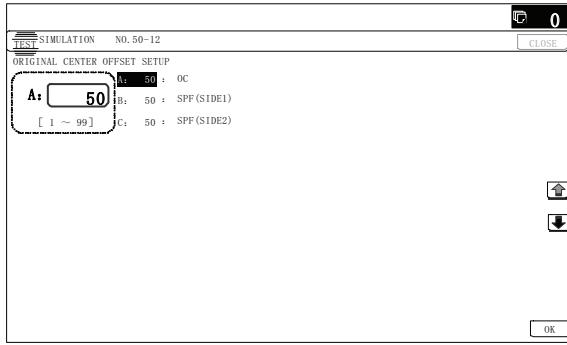 0
TEST SIMULATION NO.50-12 CLOSE
ORIGINAL CENTER OFFSET SETUP
A: 50 : OC
A: 50
B: 50 : SPF(SIDE1)
[ 1 ~ 99] C: 50 : SPF(SIDE2)
OK